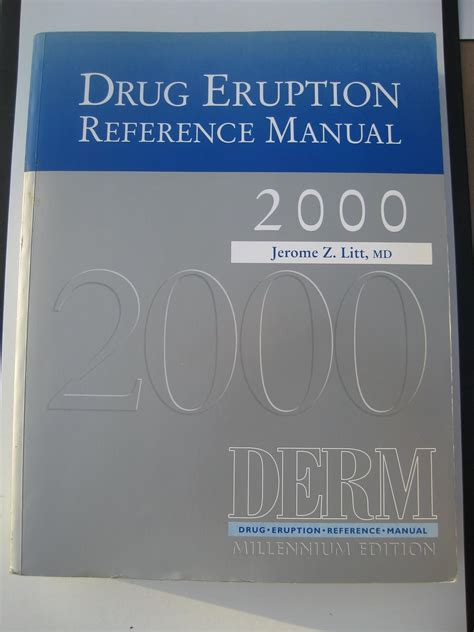 DRUG ERUPTION
REFERENCE MANUAL
2000
Jerome Z. Litt, MD
2000
DERM
DRUG•ERUPTION•REFERENCE•MANUAL
MILLENNIUM EDITION